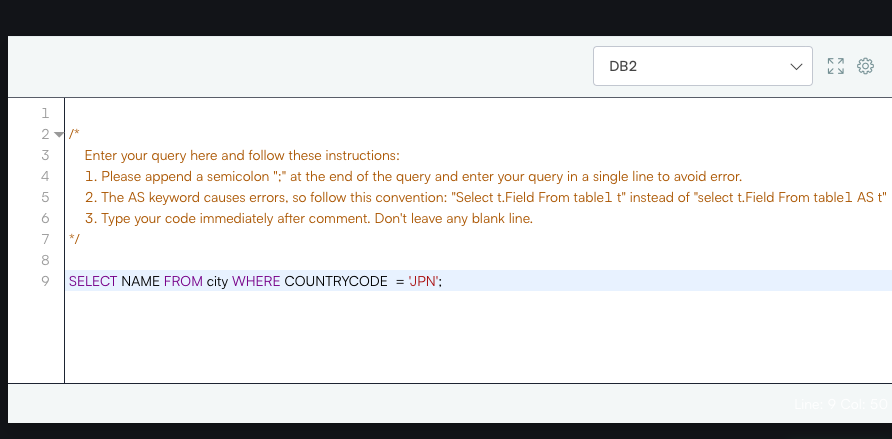 DB2
1
2 /*
3 Enter your query here and follow these instructions:
4 1. Please append a semicolon ";" at the end of the query and enter your query in a single line to avoid error.
5 2. The AS keyword causes errors, so follow this convention: "Select t.Field From table1 t" instead of "select t.Field From table1 AS t"
6 3. Type your code immediately after comment. Don't leave any blank line.
7 */
8
9 SELECT NAME FROM city WHERE COUNTRYCODE  = 'JPN';
Line: 9 Col: 50